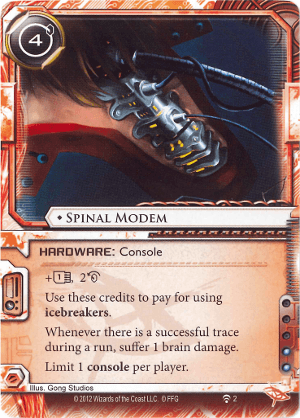 4
◆ SPINAL MODEM
HARDWARE: Console
+1, 2
Use these credits to pay for using
icebreakers.
Whenever there is a successful trace
during a run, suffer 1 brain damage.
Limit 1 console per player.
Illus. Gong Studios
©2012 Wizards of the Coast LLC. © FFG 2